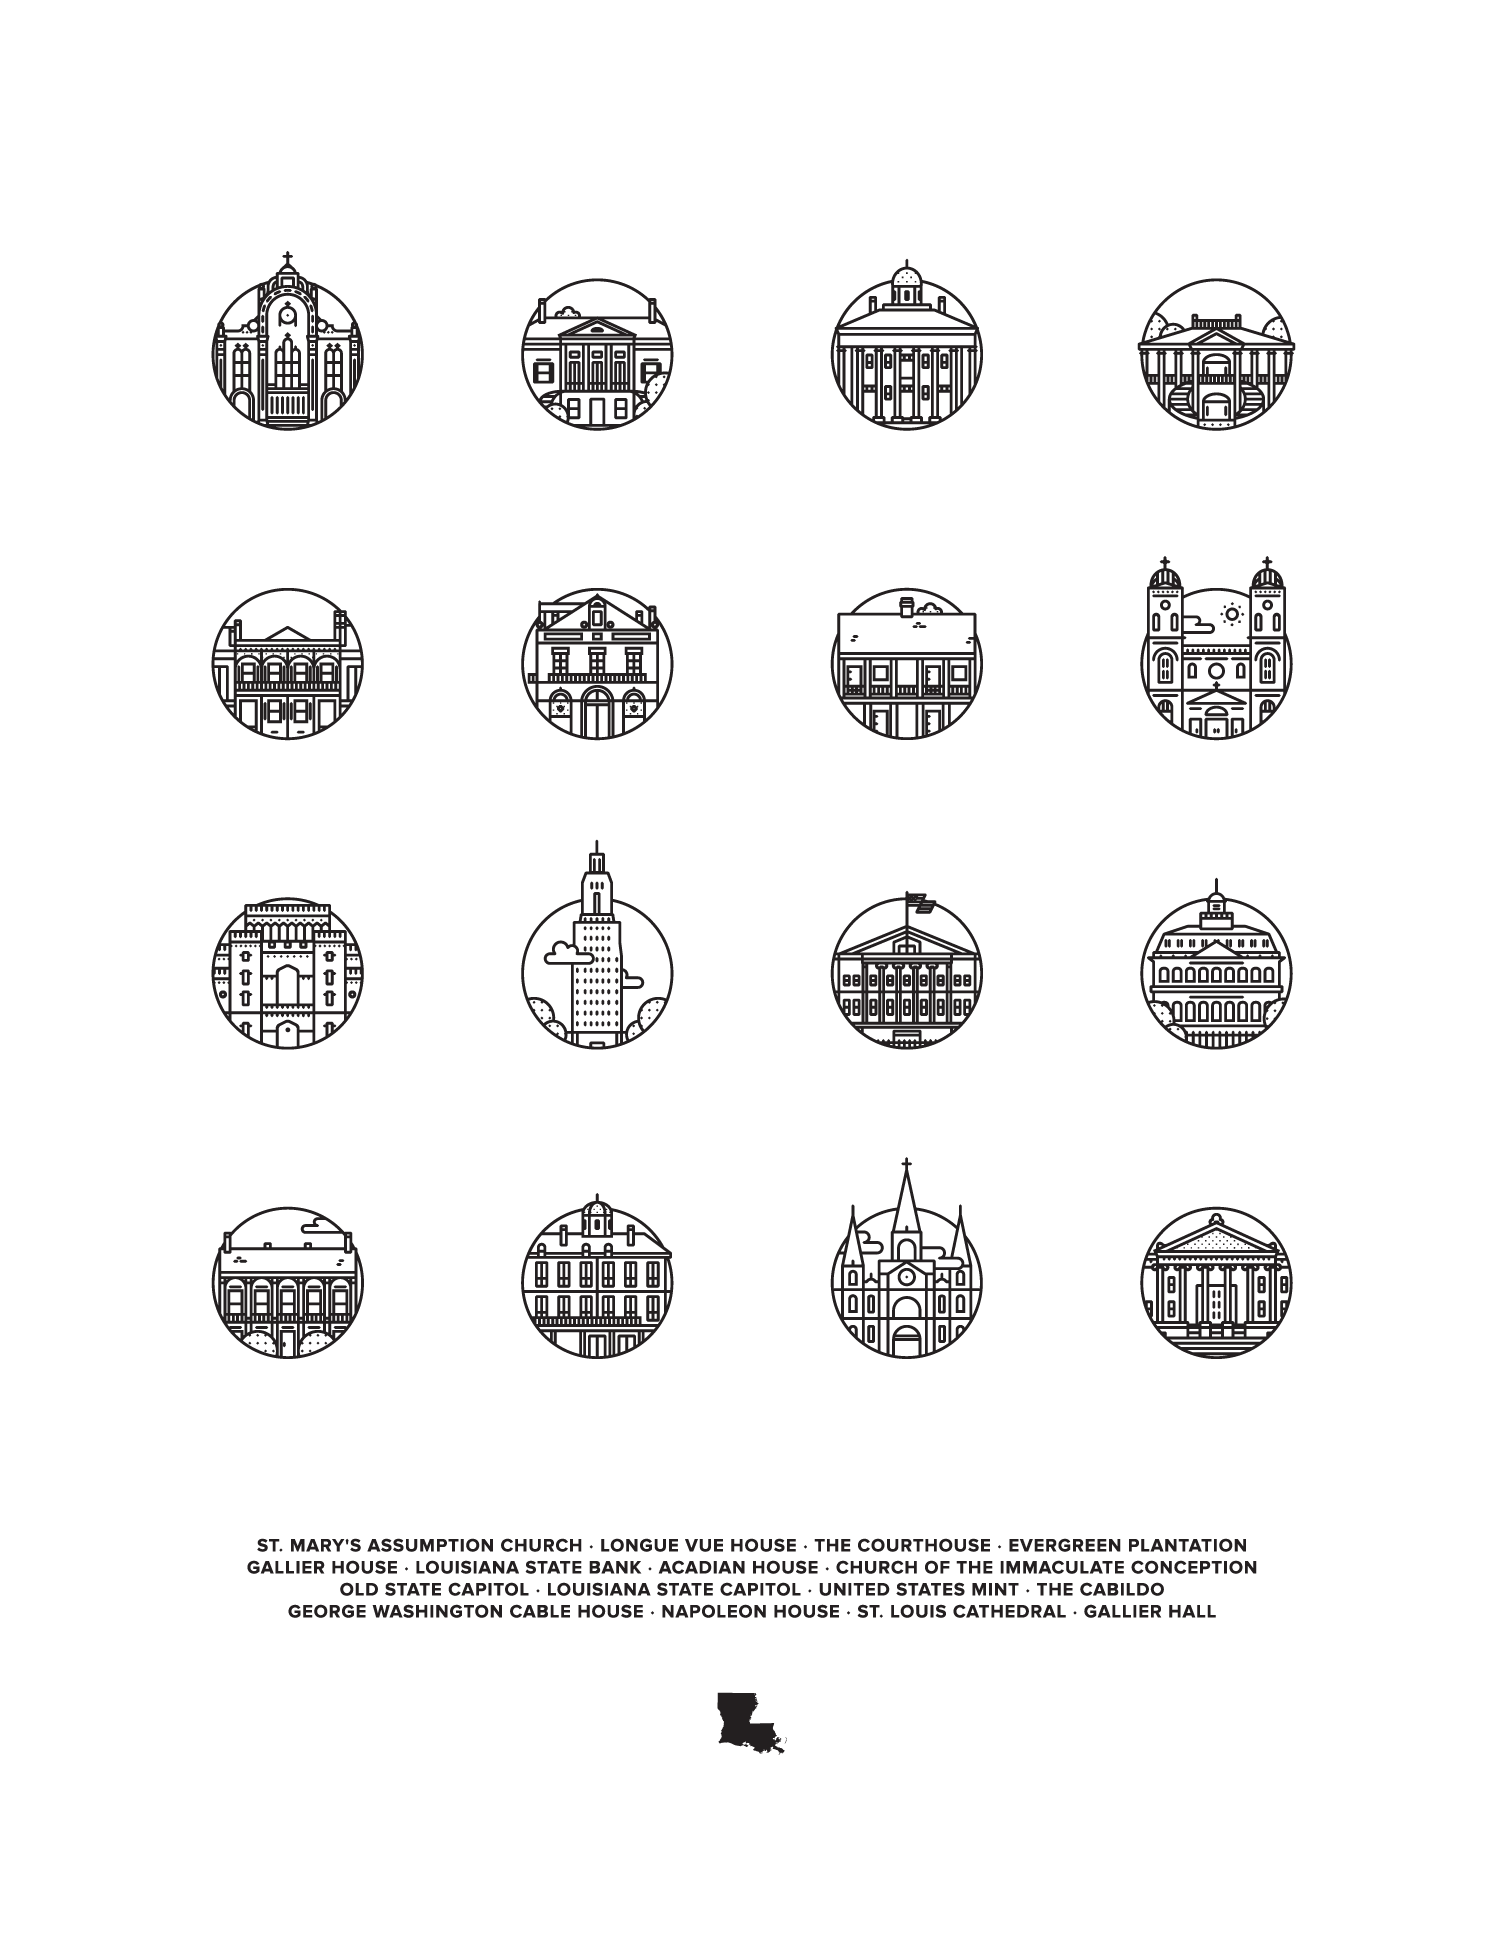 ST. MARY'S ASSUMPTION CHURCH · LONGUE VUE HOUSE · THE COURTHOUSE · EVERGREEN PLANTATION
GALLIER HOUSE · LOUISIANA STATE BANK · ACADIAN HOUSE · CHURCH OF THE IMMACULATE CONCEPTION
OLD STATE CAPITOL · LOUISIANA STATE CAPITOL · UNITED STATES MINT · THE CABILDO
GEORGE WASHINGTON CABLE HOUSE · NAPOLEON HOUSE · ST. LOUIS CATHEDRAL · GALLIER HALL